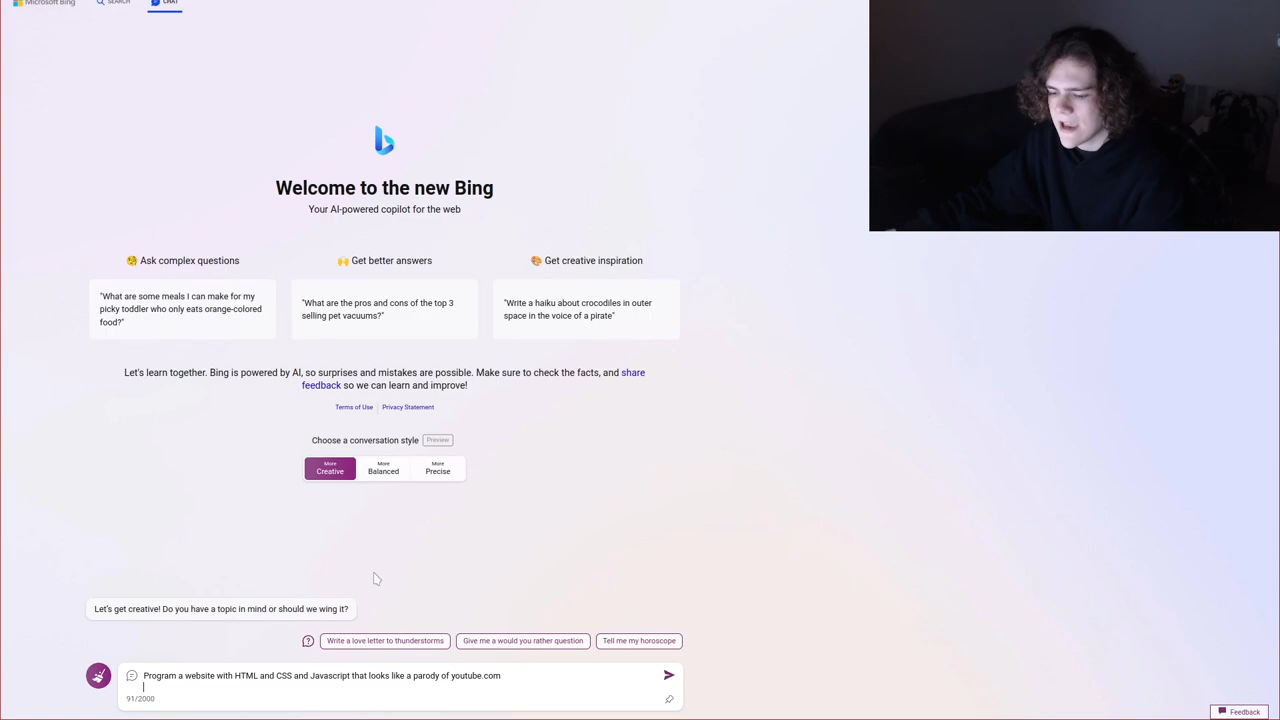 Microsoft Bing
SEARCH
CHAT
Welcome to the new Bing
Your AI-powered copilot for the web
🧐 Ask complex questions
🙌 Get better answers
🎨 Get creative inspiration
"What are some meals I can make for my
picky toddler who only eats orange-colored
food?"
"What are the pros and cons of the top 3
selling pet vacuums?"
"Write a haiku about crocodiles in outer
space in the voice of a pirate"
Let's learn together. Bing is powered by AI, so surprises and mistakes are possible. Make sure to check the facts, and share
feedback so we can learn and improve!
Terms of Use
Privacy Statement
Choose a conversation style
Preview
More
Creative
More
Balanced
More
Precise
Let's get creative! Do you have a topic in mind or should we wing it?
Write a love letter to thunderstorms
Give me a would you rather question
Tell me my horoscope
Program a website with HTML and CSS and Javascript that looks like a parody of youtube.com
91/2000
Feedback